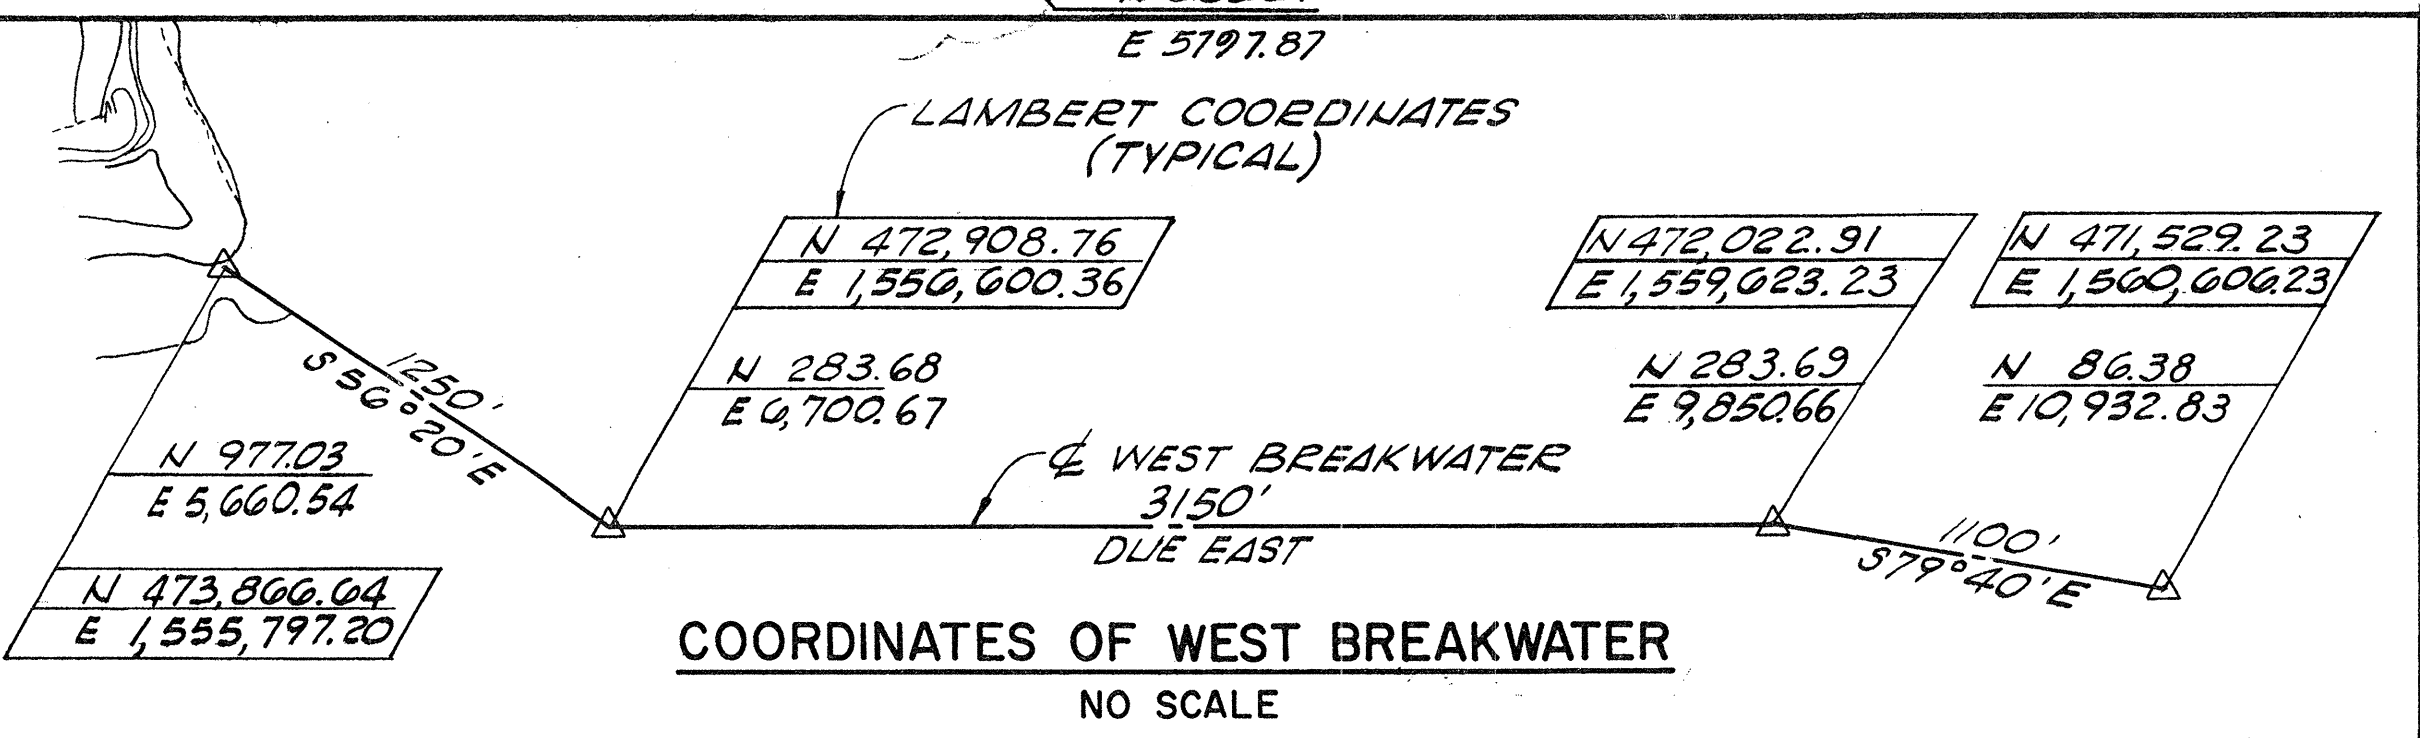 E 5797.87
LAMBERT COORDINATES
(TYPICAL)
N 472,908.76
E 1,556,600.36
N 472,022.91
E 1,559,623.23
N 471,529.23
E 1,560,606.23
N 283.68
E 6,700.67
N 283.69
E 9,850.66
N 86.38
E 10,932.83
1250'
S 56° 20' E
N 977.03
E 5,660.54
℄ WEST BREAKWATER
3150'
DUE EAST
1100'
S 79° 40' E
N 473,866.64
E 1,555,797.20
COORDINATES OF WEST BREAKWATER
NO SCALE